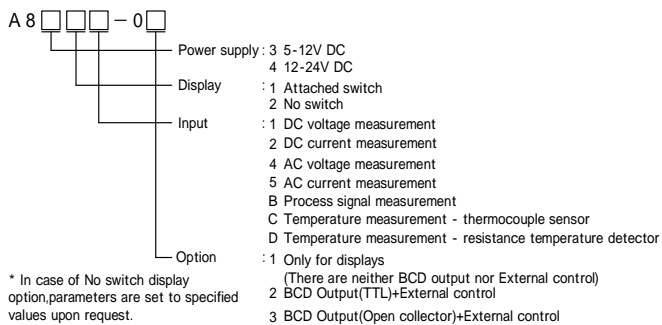 A 8 □ □ □ - 0 □
Power supply : 3 5-12V DC
4 12-24V DC
Display : 1 Attached switch
2 No switch
Input : 1 DC voltage measurement
2 DC current measurement
4 AC voltage measurement
5 AC current measurement
B Process signal measurement
C Temperature measurement - thermocouple sensor
D Temperature measurement - resistance temperature detector
Option : 1 Only for displays
(There are neither BCD output nor External control)
2 BCD Output(TTL)+External control
3 BCD Output(Open collector)+External control
* In case of No switch display
option,parameters are set to specified
values upon request.